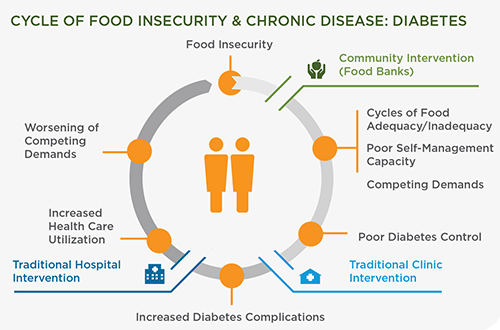 CYCLE OF FOOD INSECURITY & CHRONIC DISEASE: DIABETES
Food Insecurity
Community Intervention
(Food Banks)
Cycles of Food
Adequacy/Inadequacy
Poor Self-Management
Capacity
Competing Demands
Poor Diabetes Control
Traditional Clinic
Intervention
Increased Diabetes Complications
Traditional Hospital
Intervention
Increased
Health Care
Utilization
Worsening of
Competing
Demands